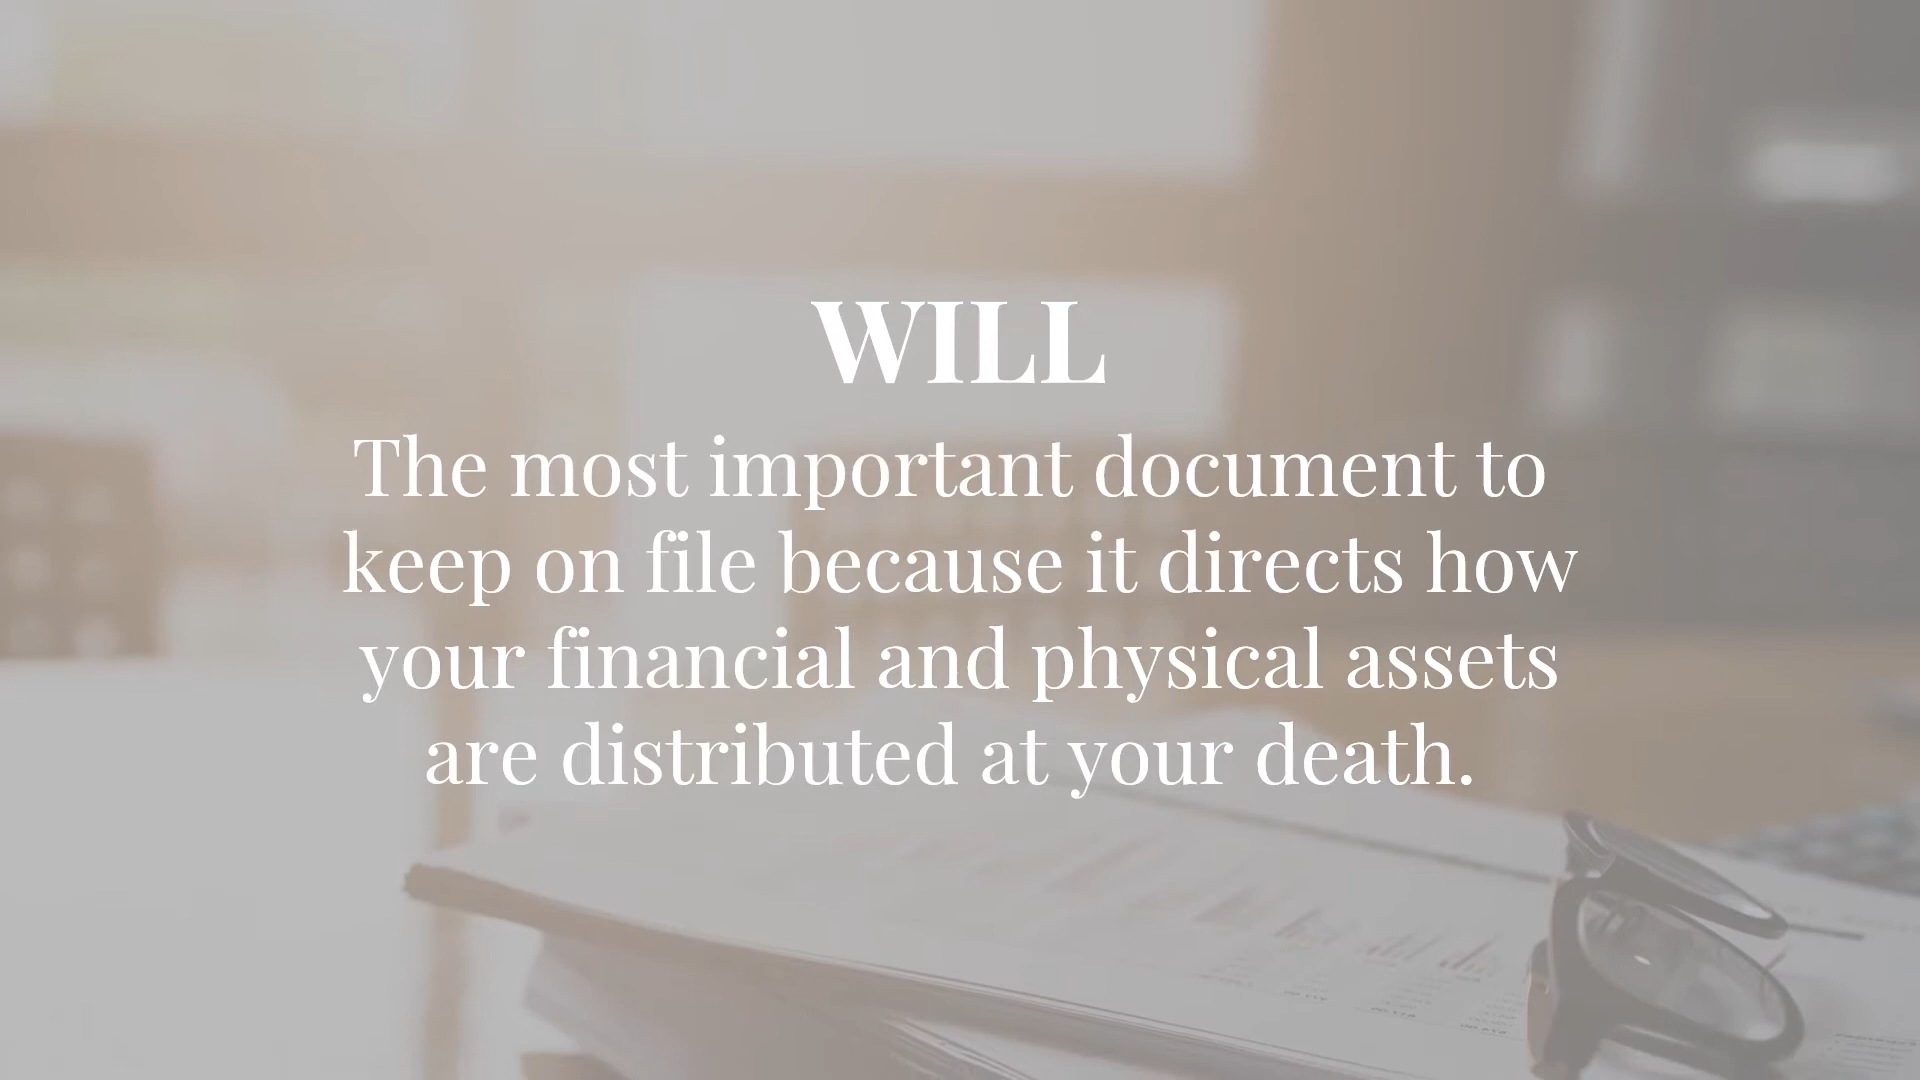 WILL
The most important document to
keep on file because it directs how
your financial and physical assets
are distributed at your death.